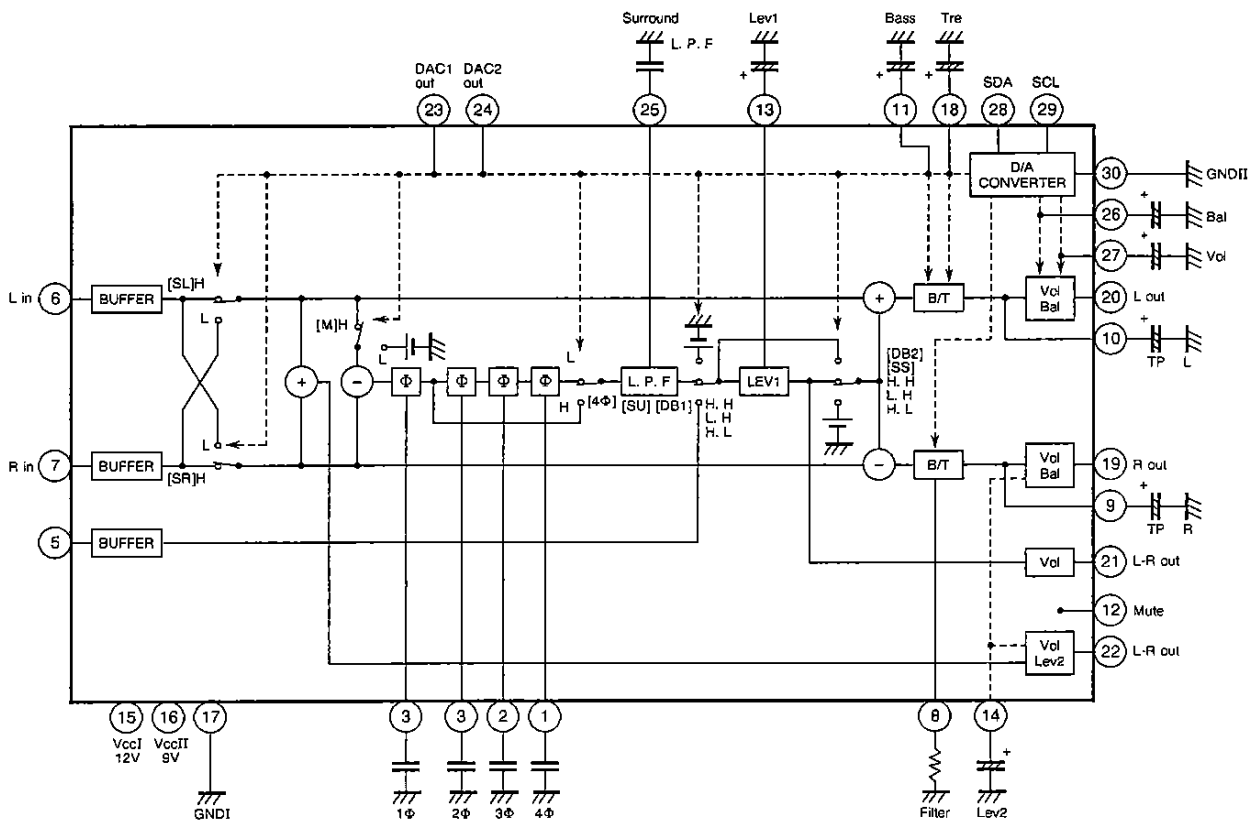 Surround
L. P. F
Lev1
Bass
Tre
DAC1
out
DAC2
out
SDA
SCL
23
24
25
+
13
+
11
+
18
28
29
D/A
CONVERTER
30
GNDII
26
+
Bal
27
+
Vol
L in
6
BUFFER
[SL]H
L
[M]H
L
+
B/T
Vol
Bal
20
L out
10
+
TP
L
+
−
Φ
Φ
Φ
Φ
L
H
[4Φ]
L. P. F
[SU]
[DB1]
H. H
L. H
H. L
LEV1
[DB2]
[SS]
H. H
L. H
H. L
L
R in
7
BUFFER
[SR]H
−
B/T
Vol
Bal
19
R out
9
+
TP
R
5
BUFFER
Vol
21
L-R out
12
Mute
Vol
Lev2
22
L-R out
15
VccI
12V
16
VccII
9V
17
GNDI
3
1Φ
3
2Φ
2
3Φ
1
4Φ
8
Filter
14
+
Lev2